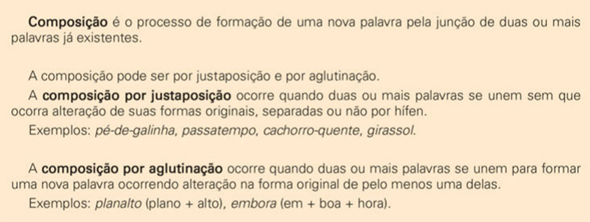 Composição é o processo de formação de uma nova palavra pela junção de duas ou mais
palavras já existentes.
A composição pode ser por justaposição e por aglutinação.
A composição por justaposição ocorre quando duas ou mais palavras se unem sem que
ocorra alteração de suas formas originais, separadas ou não por hífen.
Exemplos: pé-de-galinha, passatempo, cachorro-quente, girassol.
A composição por aglutinação ocorre quando duas ou mais palavras se unem para formar
uma nova palavra ocorrendo alteração na forma original de pelo menos uma delas.
Exemplos: planalto (plano + alto), embora (em + boa + hora).